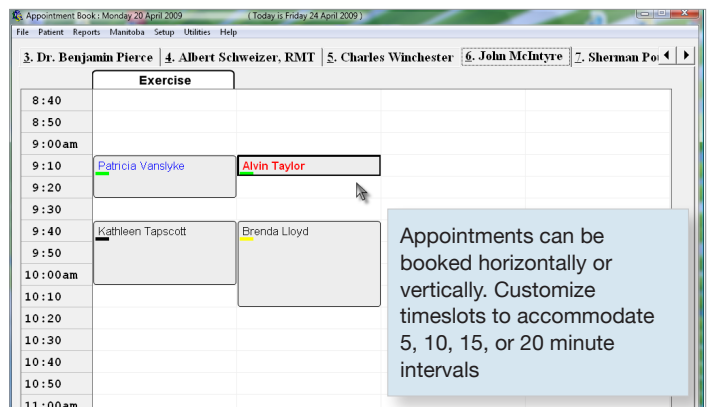 Appointment Book : Monday 20 April 2009 ( Today is Friday 24 April 2009 )
File Patient Reports Manitoba Setup Utilities Help
3. Dr. Benjamin Pierce 4. Albert Schweizer, RMT 5. Charles Winchester 6. John McIntyre 7. Sherman Po
Exercise
8:40
8:50
9:00am
9:10 Patricia Vanslyke Alvin Taylor
9:20
9:30
9:40 Kathleen Tapscott Brenda Lloyd
9:50
10:00am
10:10
10:20
10:30
10:40
10:50
11:00am
Appointments can be
booked horizontally or
vertically. Customize
timeslots to accommodate
5, 10, 15, or 20 minute
intervals